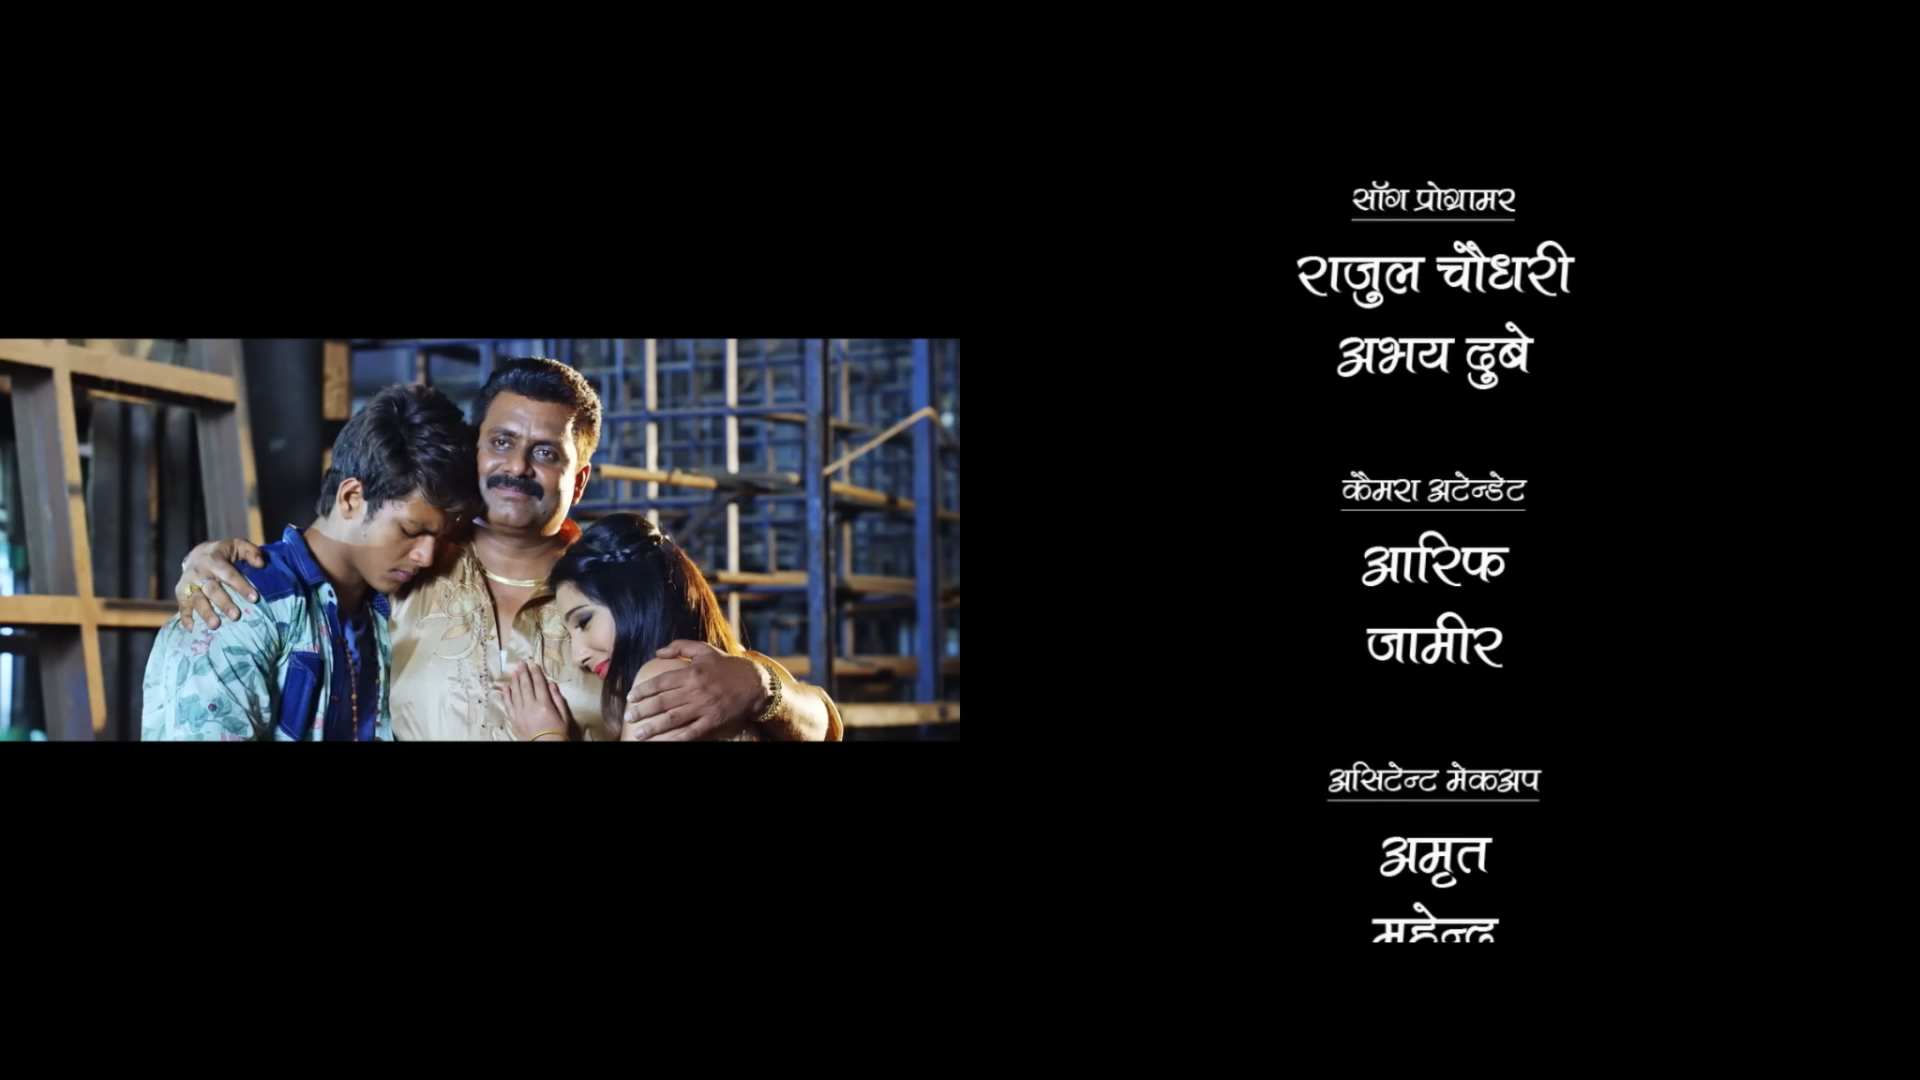 सॉग प्रोग्रामर
राजुल चौधरी
अभय दुबे
कैमरा अटेन्डेट
आरिफ
जामीर
असिटेन्ट मेकअप
अमृत